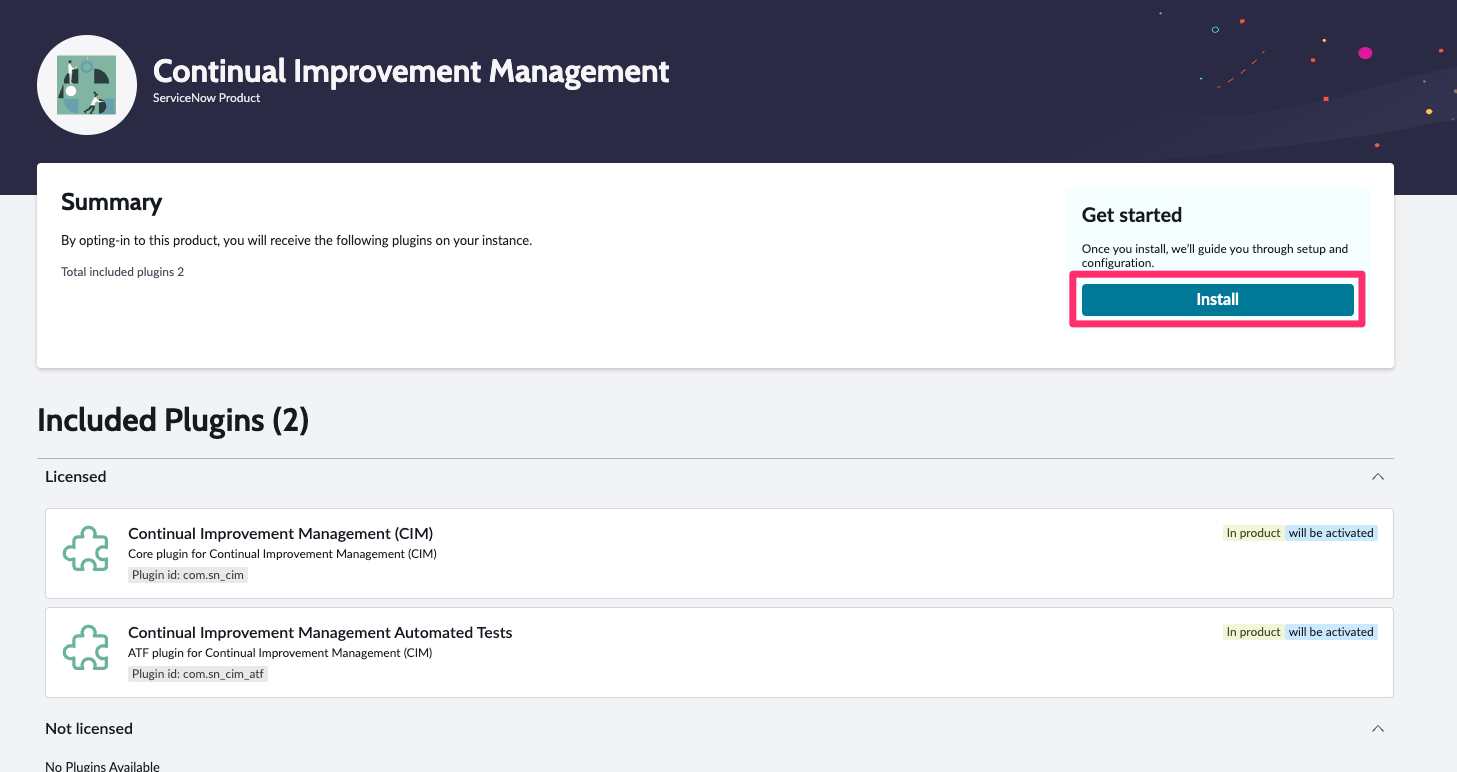 Continual Improvement Management
ServiceNow Product
Summary
By opting-in to this product, you will receive the following plugins on your instance.
Total included plugins 2
Get started
Once you install, we'll guide you through setup and
configuration.
Install
Included Plugins (2)
Licensed
Continual Improvement Management (CIM)
In product will be activated
Core plugin for Continual Improvement Management (CIM)
Plugin id: com.sn_cim
Continual Improvement Management Automated Tests
In product will be activated
ATF plugin for Continual Improvement Management (CIM)
Plugin id: com.sn_cim_atf
Not licensed
No Plugins Available